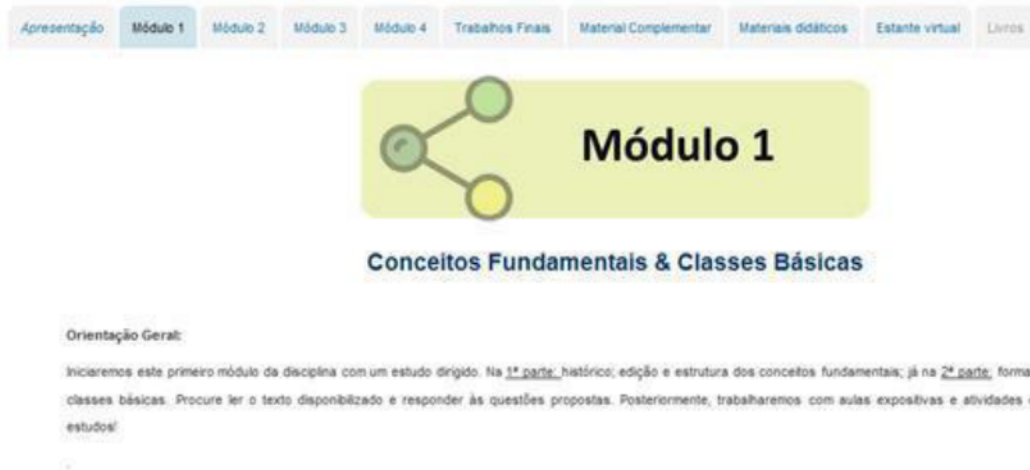 Apresentação Módulo 1 Módulo 2 Módulo 3 Módulo 4 Trabalhos Finais Material Complementar Materiais didáticos Estante virtual Livros
Módulo 1
Conceitos Fundamentais & Classes Básicas
Orientação Geral:
Iniciaremos este primeiro módulo da disciplina com um estudo dirigido. Na 1ª parte: histórico; edição e estrutura dos conceitos fundamentais; já na 2ª parte: forma
classes básicas. Procure ler o texto disponibilizado e responder às questões propostas. Posteriormente, trabalharemos com aulas expositivas e atividades
estudos!
.